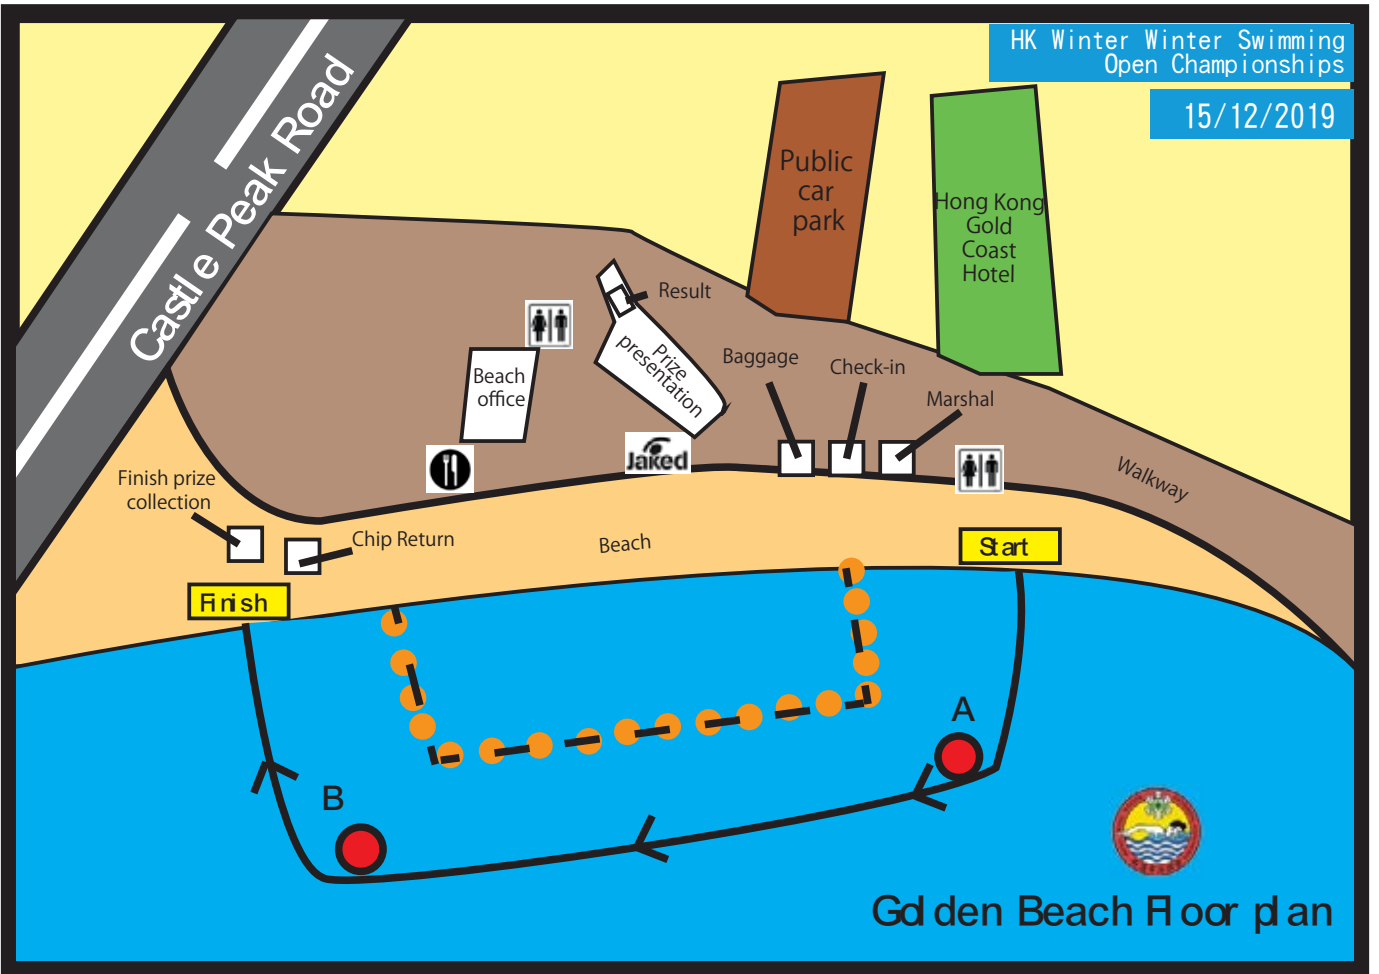 HK Winter Winter Swimming
Open Championships
15/12/2019
Castle Peak Road
Public
car
park
Hong Kong
Gold
Coast
Hotel
Result
Prize
presentation
Baggage
Check-in
Marshal
Beach
office
Jaked
Walkway
Finish prize
collection
Chip Return
Beach
Start
Finish
A
B
Golden Beach Floor plan